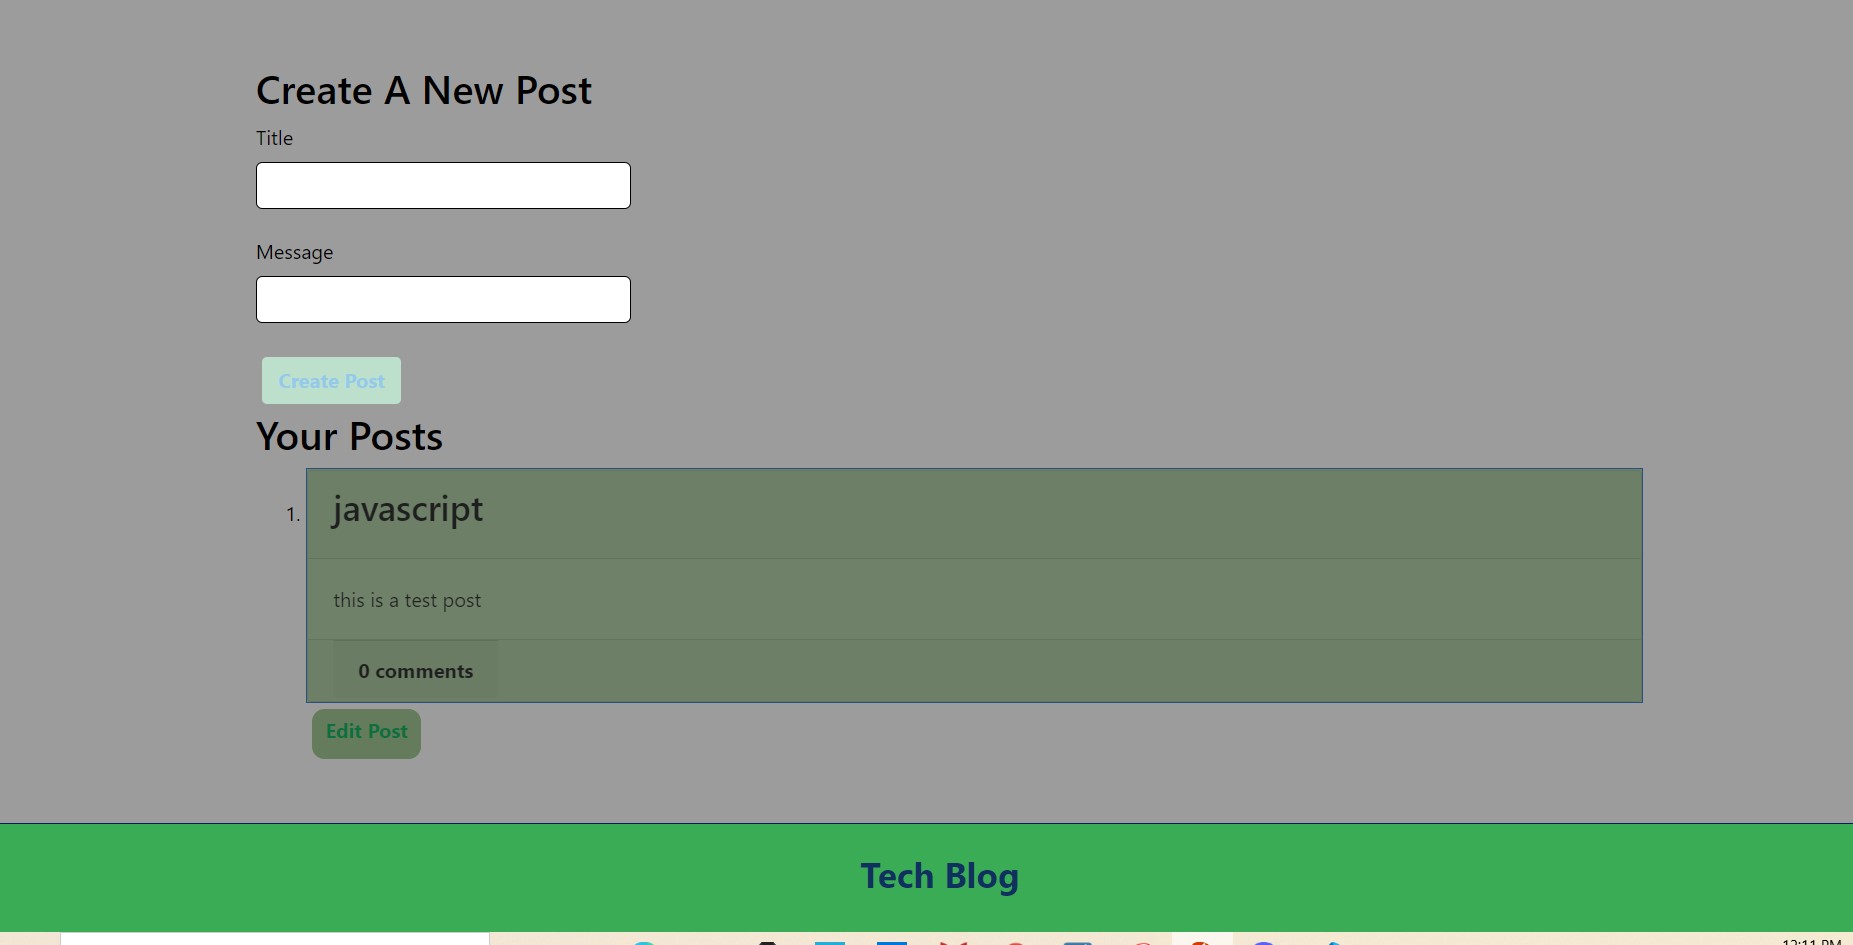 Create A New Post
Title
Message
Create Post
Your Posts
1. javascript
this is a test post
0 comments
Edit Post
Tech Blog